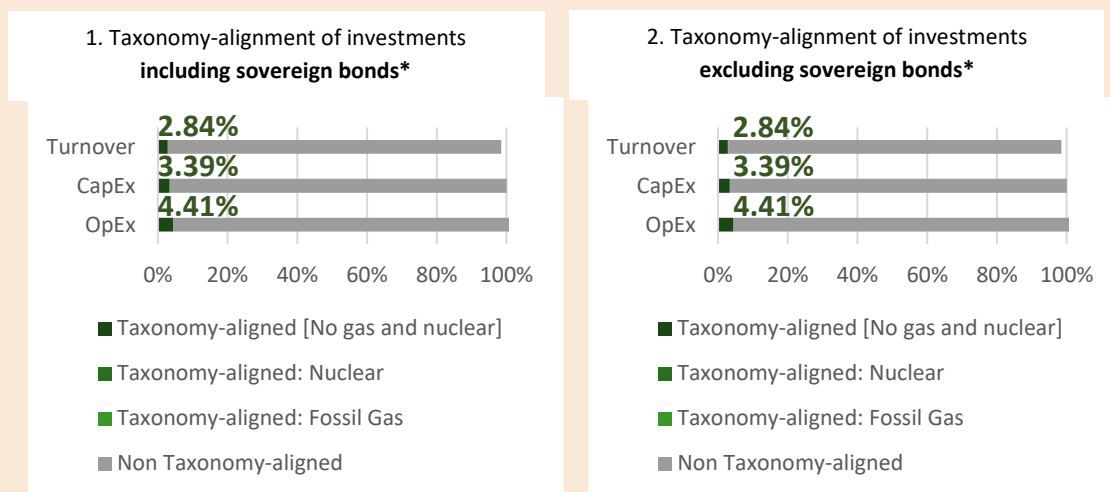 1. Taxonomy-alignment of investments
including sovereign bonds*
2.84%
Turnover
3.39%
CapEx
4.41%
OpEx
0% 20% 40% 60% 80% 100%
Taxonomy-aligned [No gas and nuclear]
Taxonomy-aligned: Nuclear
Taxonomy-aligned: Fossil Gas
Non Taxonomy-aligned
2. Taxonomy-alignment of investments
excluding sovereign bonds*
2.84%
Turnover
3.39%
CapEx
4.41%
OpEx
0% 20% 40% 60% 80% 100%
Taxonomy-aligned [No gas and nuclear]
Taxonomy-aligned: Nuclear
Taxonomy-aligned: Fossil Gas
Non Taxonomy-aligned